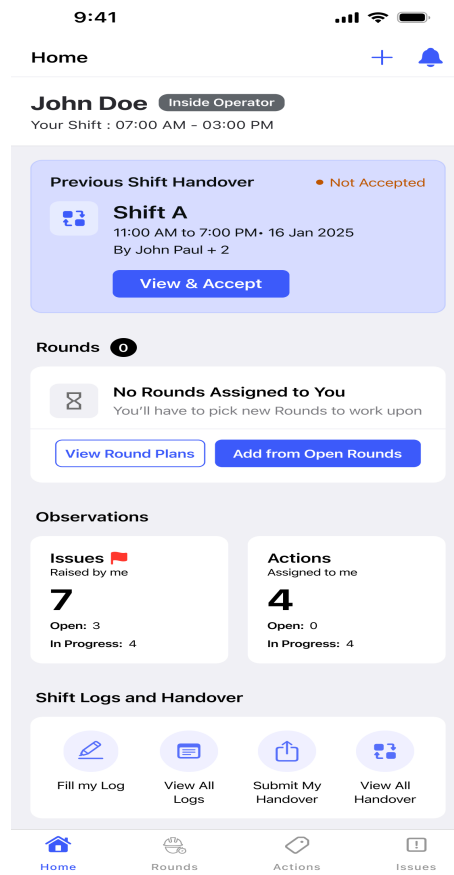 9:41
Home
John Doe Inside Operator
Your Shift : 07:00 AM - 03:00 PM
Previous Shift Handover
Not Accepted
Shift A
11:00 AM to 7:00 PM• 16 Jan 2025
By John Paul + 2
View & Accept
Rounds 0
No Rounds Assigned to You
You'll have to pick new Rounds to work upon
View Round Plans
Add from Open Rounds
Observations
Issues
Raised by me
7
Open: 3
In Progress: 4
Actions
Assigned to me
4
Open: 0
In Progress: 4
Shift Logs and Handover
Fill my Log
View All
Logs
Submit My
Handover
View All
Handover
Home
Rounds
Actions
Issues